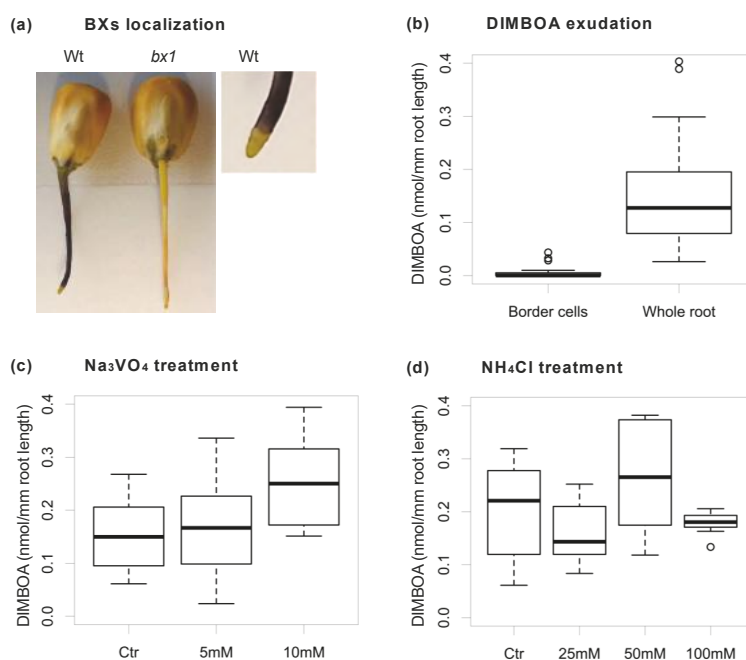 (a) BXs localization
Wt bx1 Wt
(b) DIMBOA exudation
DIMBOA (nmol/mm root length)
0.4
0.3
0.2
0.1
0.0
Border cells Whole root
(c) Na₃VO₄ treatment
DIMBOA (nmol/mm root length)
0.4
0.3
0.2
0.1
0.0
Ctr 5mM 10mM
(d) NH₄Cl treatment
DIMBOA (nmol/mm root length)
0.4
0.3
0.2
0.1
0.0
Ctr 25mM 50mM 100mM